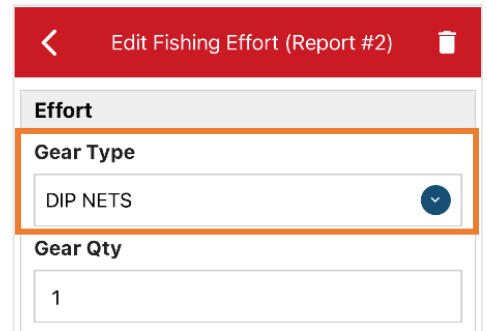 Edit Fishing Effort (Report #2)
Effort
Gear Type
DIP NETS
Gear Qty
1